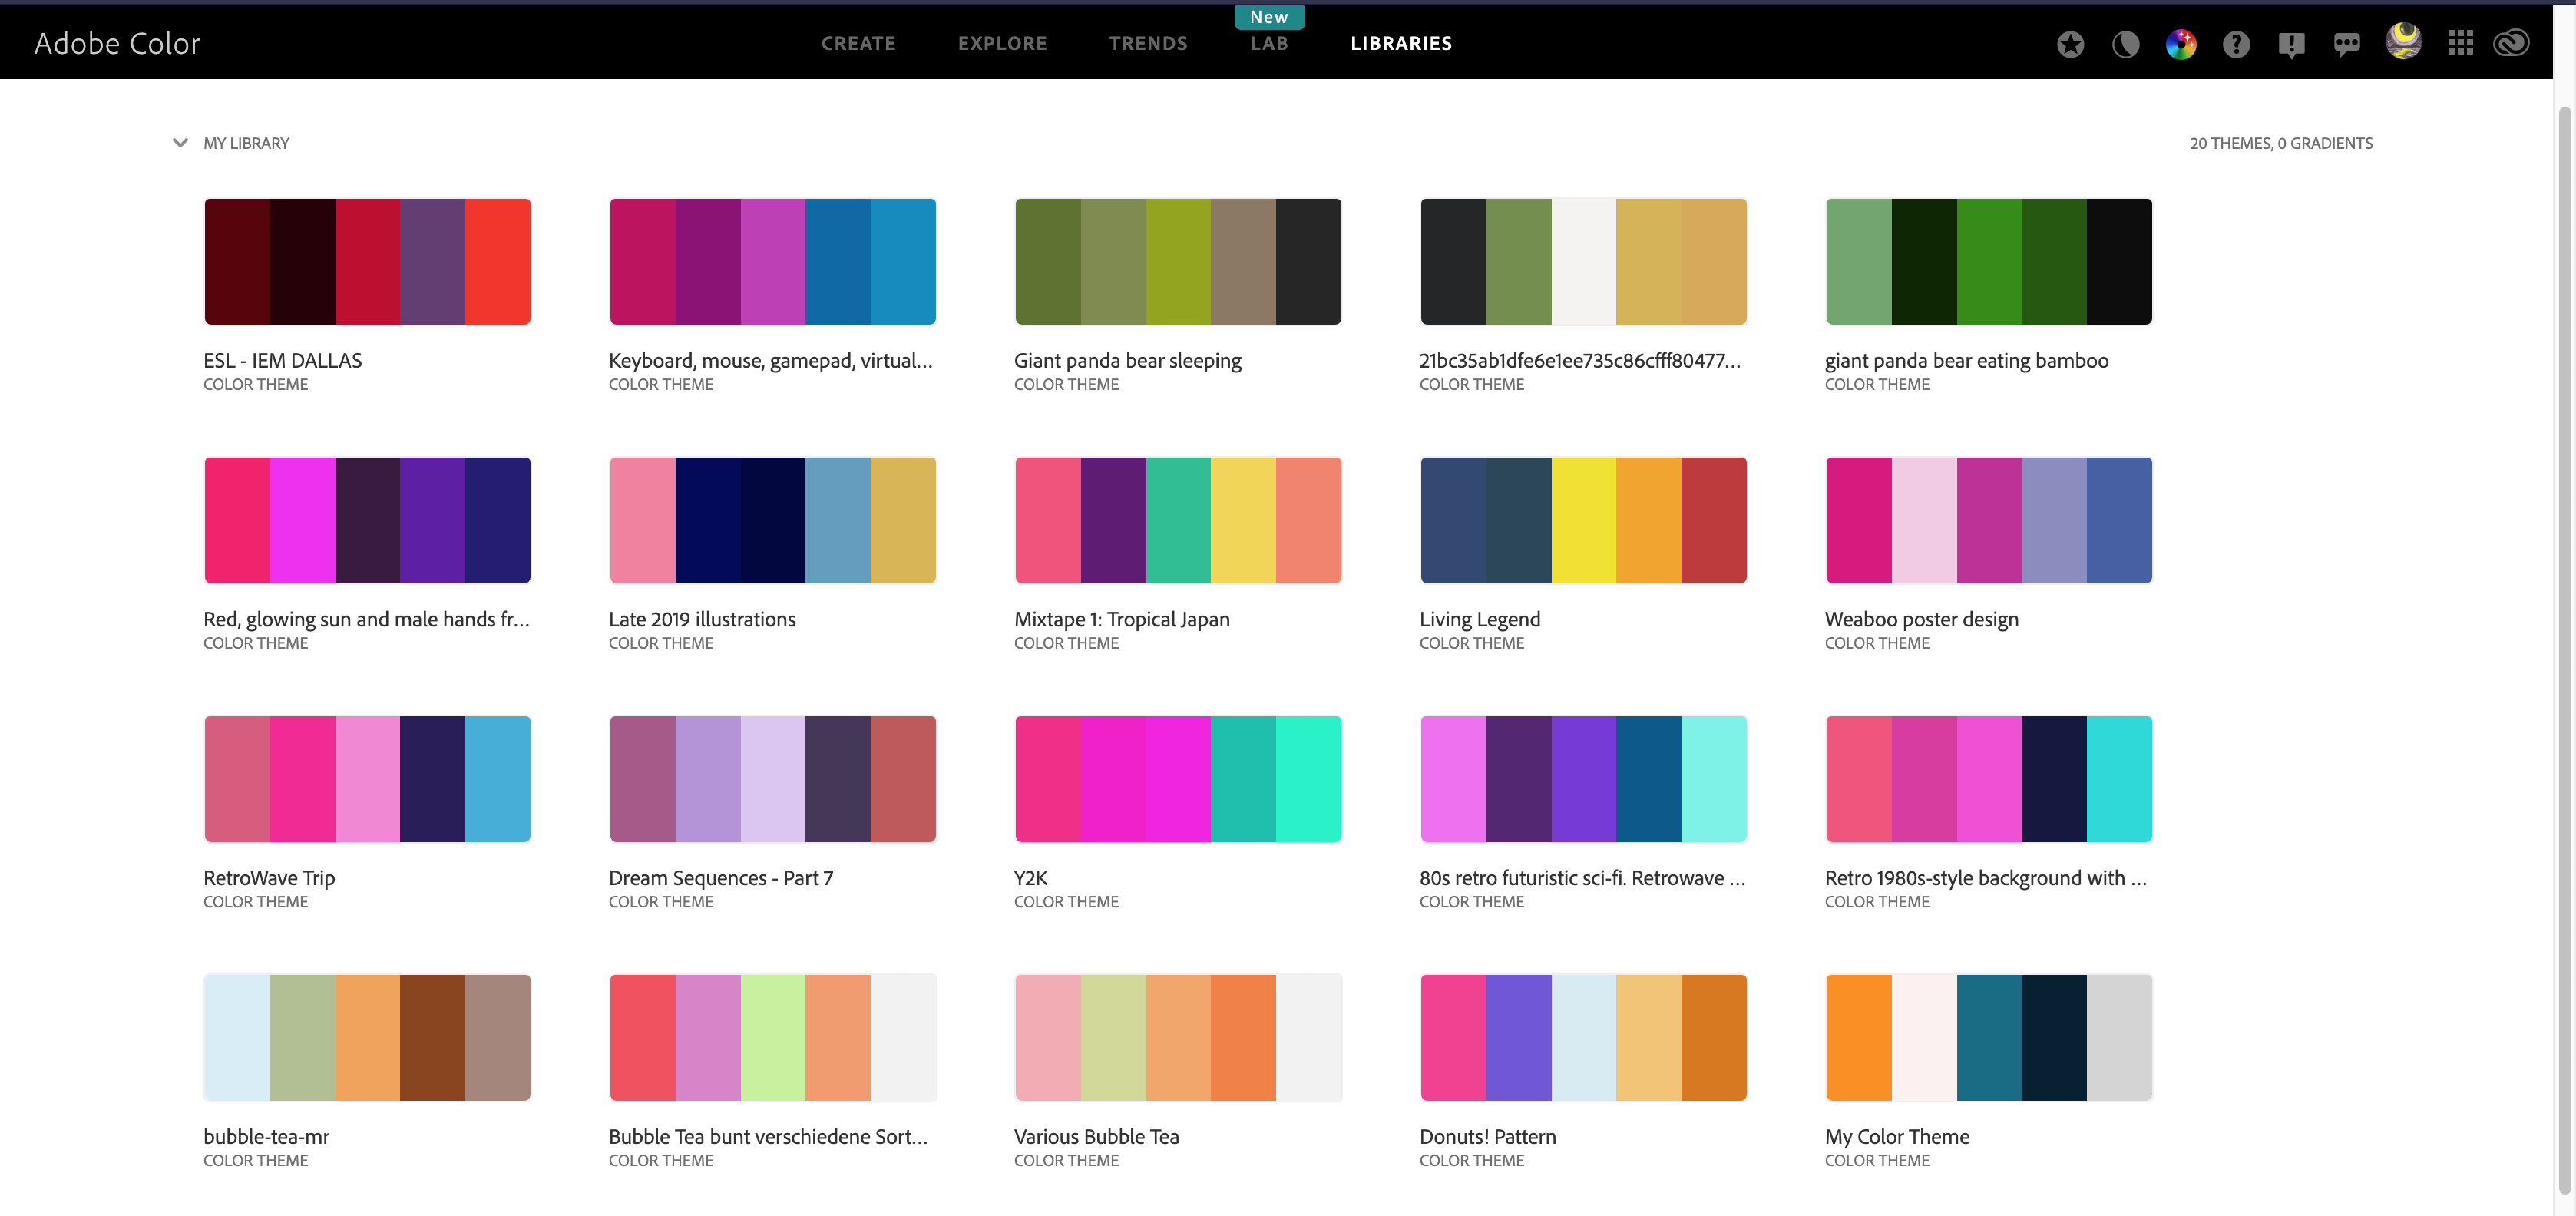 New
Adobe Color
CREATE
EXPLORE
TRENDS
LAB
LIBRARIES
MY LIBRARY
20 THEMES, 0 GRADIENTS
ESL - IEM DALLAS
COLOR THEME
Keyboard, mouse, gamepad, virtual...
COLOR THEME
Giant panda bear sleeping
COLOR THEME
21bc35ab1dfe6e1ee735c86cfff80477...
COLOR THEME
giant panda bear eating bamboo
COLOR THEME
Red, glowing sun and male hands fr...
COLOR THEME
Late 2019 illustrations
COLOR THEME
Mixtape 1: Tropical Japan
COLOR THEME
Living Legend
COLOR THEME
Weaboo poster design
COLOR THEME
RetroWave Trip
COLOR THEME
Dream Sequences - Part 7
COLOR THEME
Y2K
COLOR THEME
80s retro futuristic sci-fi. Retrowave ...
COLOR THEME
Retro 1980s-style background with ...
COLOR THEME
bubble-tea-mr
COLOR THEME
Bubble Tea bunt verschiedene Sort...
COLOR THEME
Various Bubble Tea
COLOR THEME
Donuts! Pattern
COLOR THEME
My Color Theme
COLOR THEME